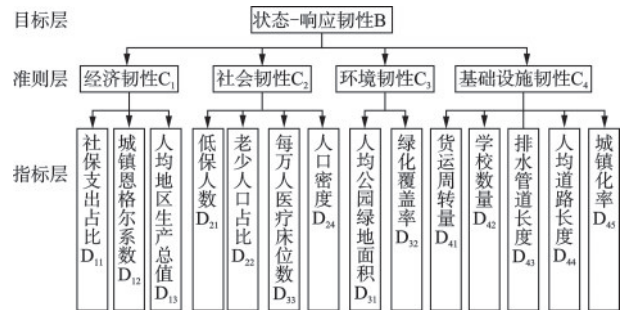 目标层
状态-响应韧性B
准则层
经济韧性C₁
社会韧性C₂
环境韧性C₃
基础设施韧性C₄
指标层
社保支出占比D₁₁
城镇恩格尔系数D₁₂
人均地区生产总值D₁₃
低保人数D₂₁
老少人口占比D₂₂
每万人医疗床位数D₃₃
人口密度D₂₄
人均公园绿地面积D₃₁
绿化覆盖率D₃₂
货运周转量D₄₁
学校数量D₄₂
排水管道长度D₄₃
人均道路长度D₄₄
城镇化率D₄₅